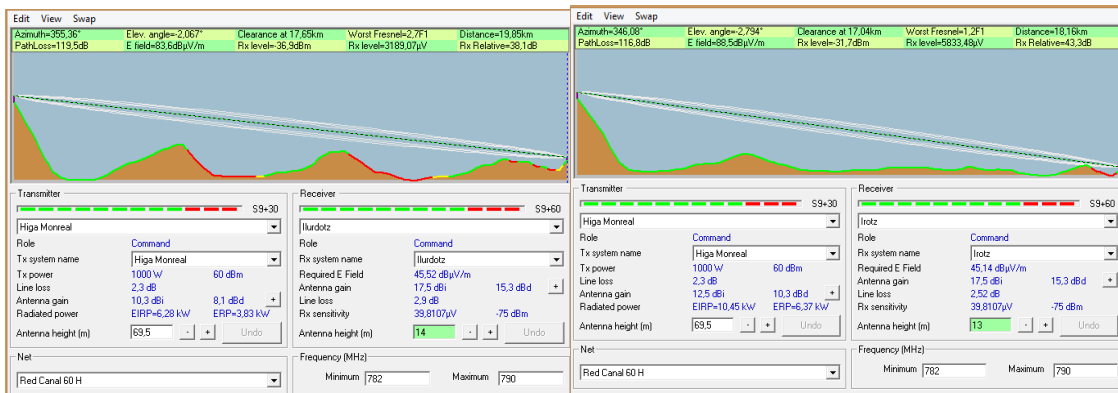 Edit View Swap
Azimuth=355,36° Elev. angle=-2,067° Clearance at 17,65km Worst Fresnel=2,7F1 Distance=19,85km
PathLoss=119,5dB E field=83,6dBµV/m Rx level=-36,9dBm Rx level=3189,07µV Rx Relative=38,1dB
Transmitter
S9+30
Higa Monreal
Role Command
Tx system name Higa Monreal
Tx power 1000 W 60 dBm
Line loss 2,3 dB
Antenna gain 10,3 dBi 8,1 dBd +
Radiated power EIRP=6,28 kW ERP=3,83 kW
Antenna height (m) 69,5 - + Undo
Receiver
S9+60
Ilurdotz
Role Command
Rx system name Ilurdotz
Required E Field 45,52 dBµV/m
Antenna gain 17,5 dBi 15,3 dBd +
Line loss 2,9 dB
Rx sensitivity 39,8107µV -75 dBm
Antenna height (m) 14 - + Undo
Net
Red Canal 60 H
Frequency (MHz)
Minimum 782 Maximum 790
Edit View Swap
Azimuth=346,08° Elev. angle=-2,794° Clearance at 17,04km Worst Fresnel=1,2F1 Distance=18,16km
PathLoss=116,8dB E field=88,5dBµV/m Rx level=-31,7dBm Rx level=5833,48µV Rx Relative=43,3dB
Transmitter
S9+30
Higa Monreal
Role Command
Tx system name Higa Monreal
Tx power 1000 W 60 dBm
Line loss 2,3 dB
Antenna gain 12,5 dBi 10,3 dBd +
Radiated power EIRP=10,45 kW ERP=6,37 kW
Antenna height (m) 69,5 - + Undo
Receiver
S9+60
Irotz
Role Command
Rx system name Irotz
Required E Field 45,14 dBµV/m
Antenna gain 17,5 dBi 15,3 dBd +
Line loss 2,52 dB
Rx sensitivity 39,8107µV -75 dBm
Antenna height (m) 13 - + Undo
Net
Red Canal 60 H
Frequency (MHz)
Minimum 782 Maximum 790